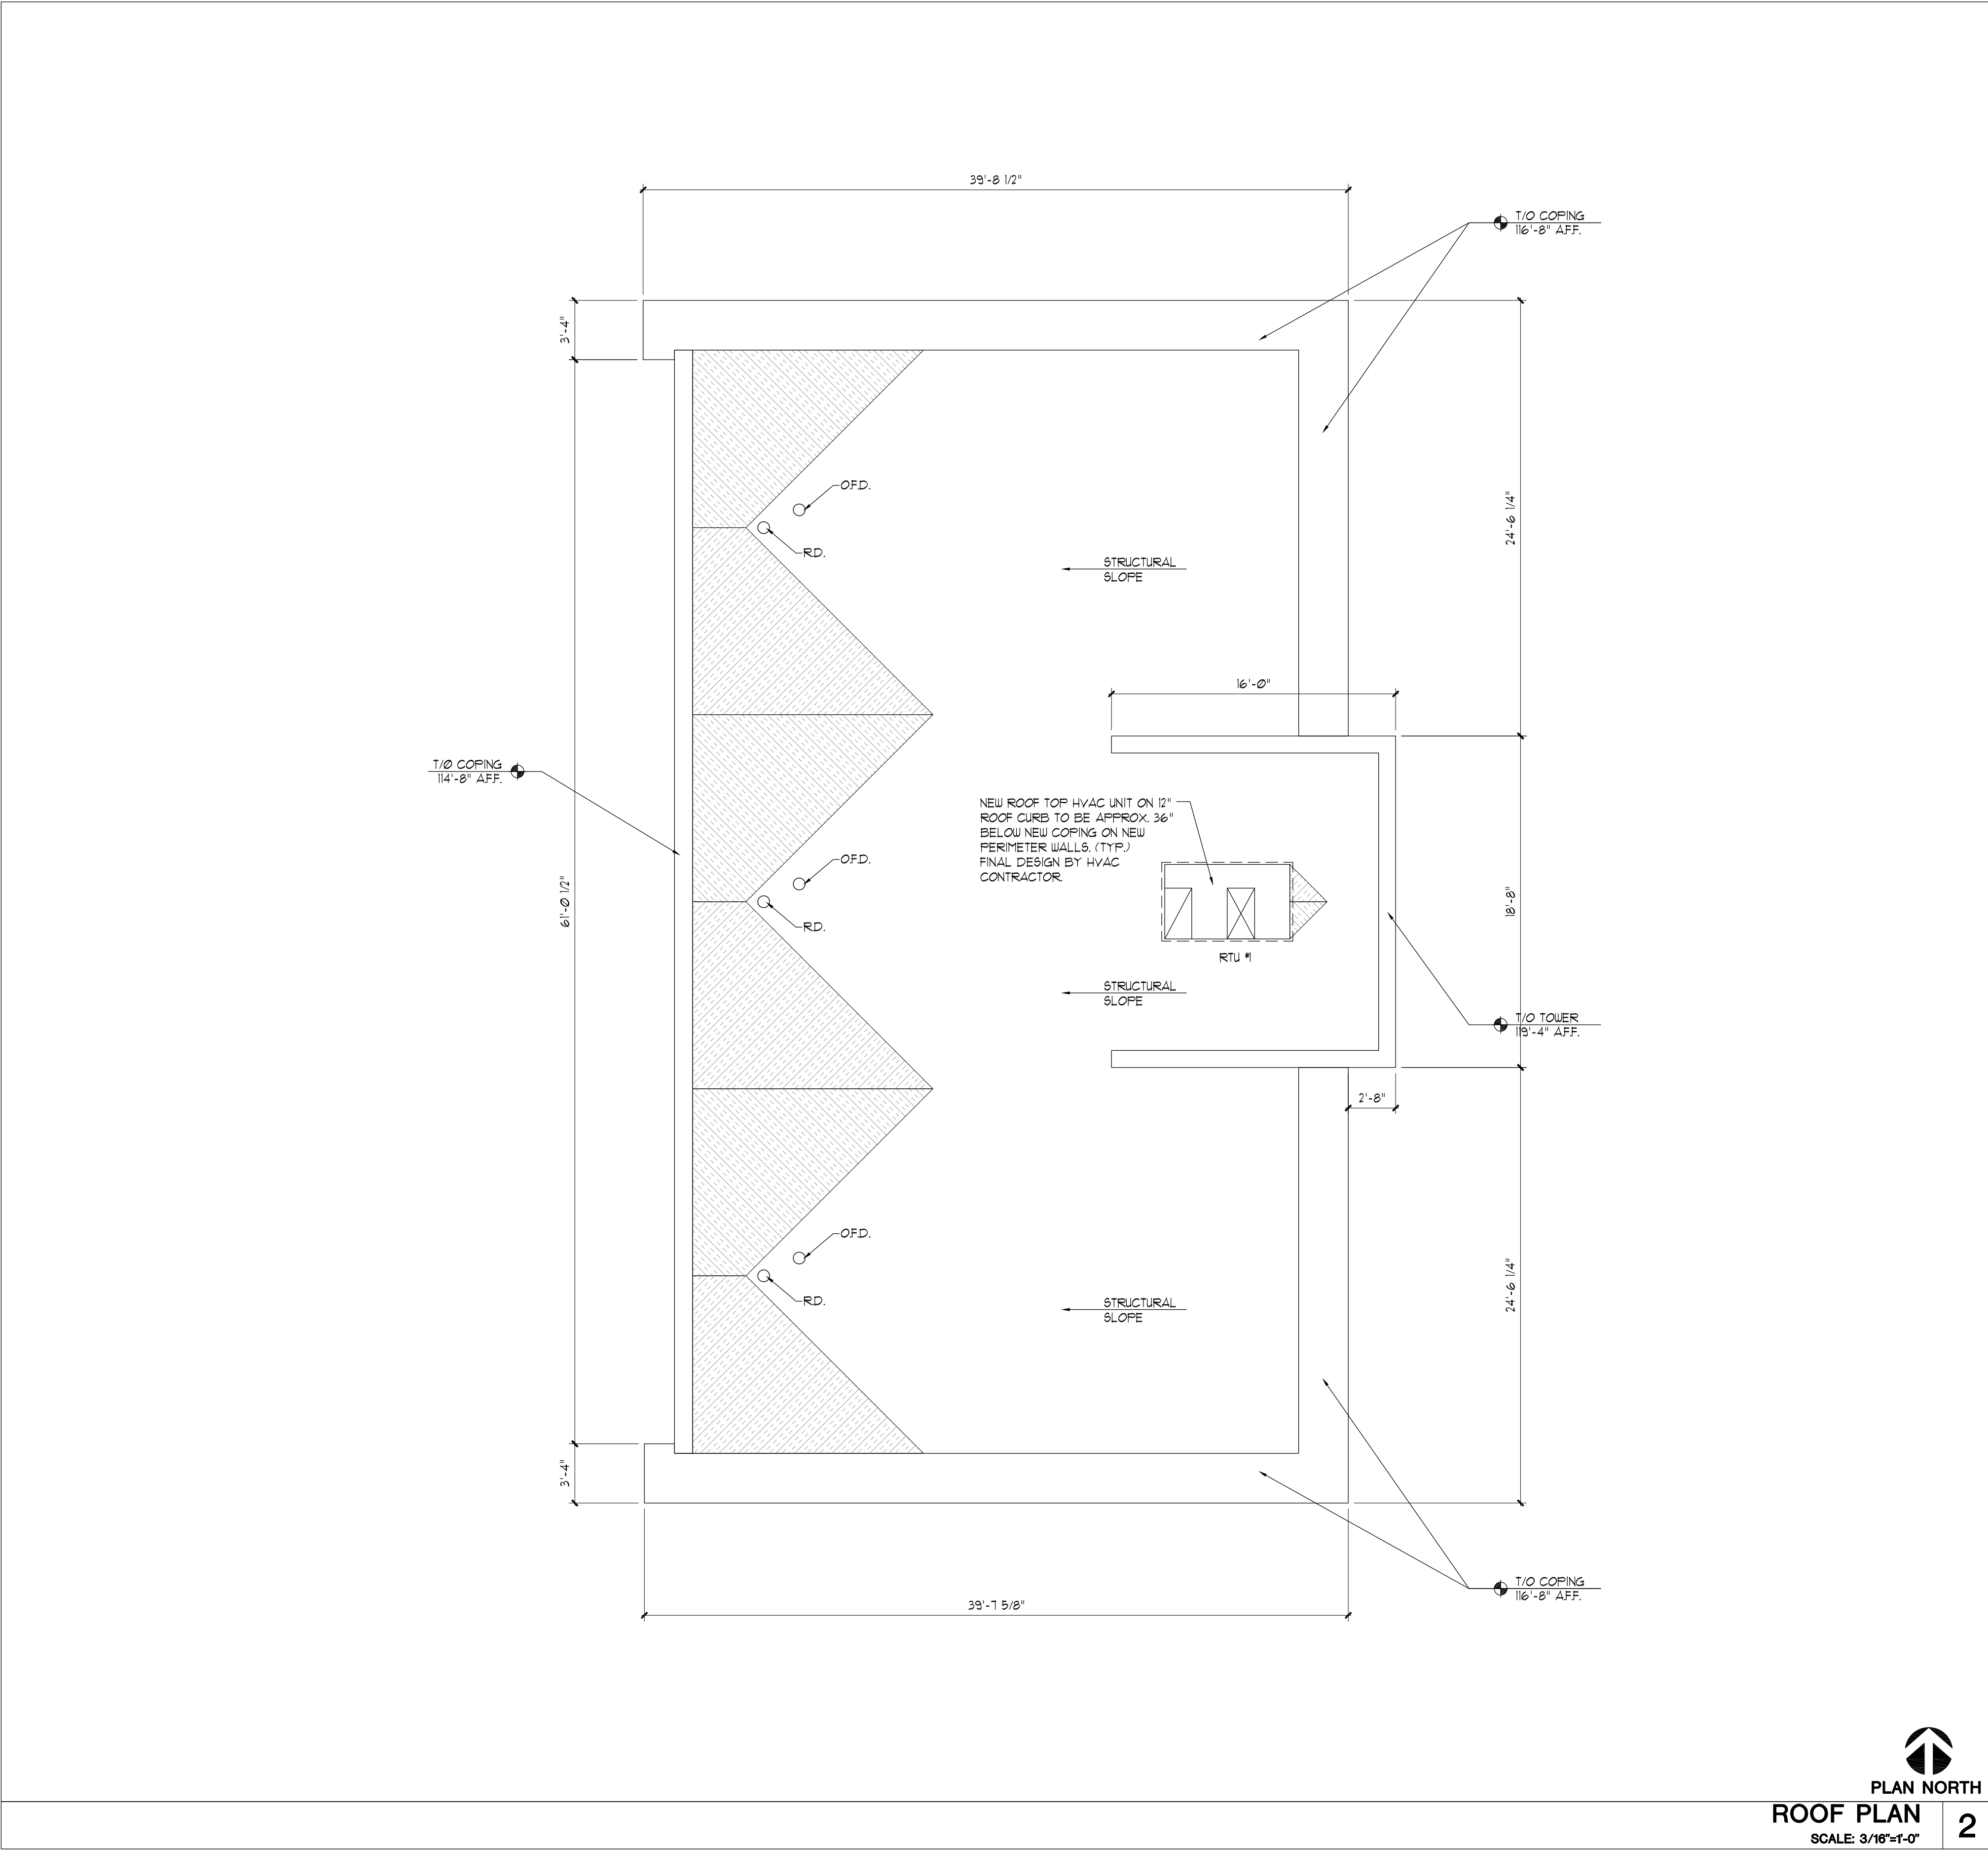 39'-8 1/2"
T/O COPING
116'-8" A.F.F.
3'-4"
O.F.D.
R.D.
24'-6 1/4"
STRUCTURAL
SLOPE
16'-0"
T/O COPING
114'-8" A.F.F.
NEW ROOF TOP HVAC UNIT ON 12"
ROOF CURB TO BE APPROX. 36"
BELOW NEW COPING ON NEW
PERIMETER WALLS. (TYP.)
FINAL DESIGN BY HVAC
CONTRACTOR.
O.F.D.
R.D.
61'-0 1/2"
18'-8"
RTU #1
STRUCTURAL
SLOPE
T/O TOWER
119'-4" A.F.F.
2'-8"
O.F.D.
R.D.
24'-6 1/4"
STRUCTURAL
SLOPE
3'-4"
T/O COPING
116'-8" A.F.F.
39'-7 5/8"
PLAN NORTH
ROOF PLAN
SCALE: 3/16"=1'-0"
2